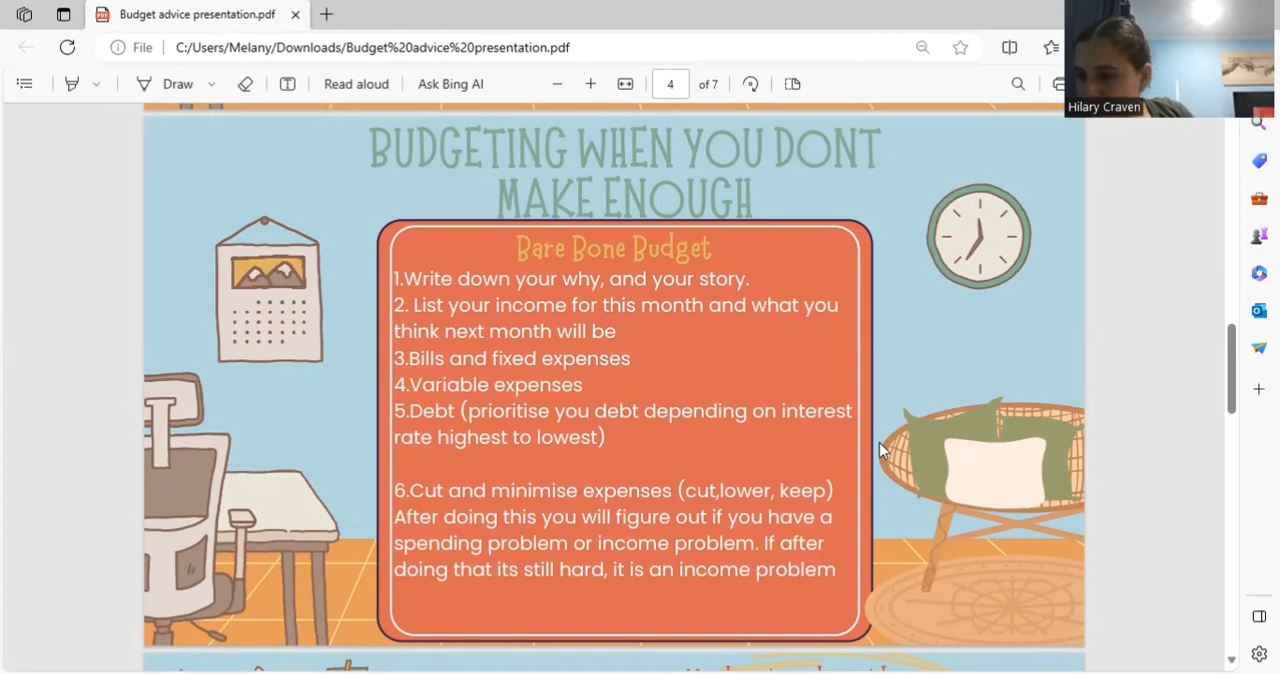 Budget advice presentation.pdf
File
C:/Users/Melany/Downloads/Budget%20advice%20presentation.pdf
Draw
Read aloud
Ask Bing AI
4
of 7
Hilary Craven
BUDGETING WHEN YOU DONT
MAKE ENOUGH
Bare Bone Budget
1.Write down your why, and your story.
2. List your income for this month and what you
think next month will be
3.Bills and fixed expenses
4.Variable expenses
5.Debt (prioritise you debt depending on interest
rate highest to lowest)
6.Cut and minimise expenses (cut,lower, keep)
After doing this you will figure out if you have a
spending problem or income problem. If after
doing that its still hard, it is an income problem